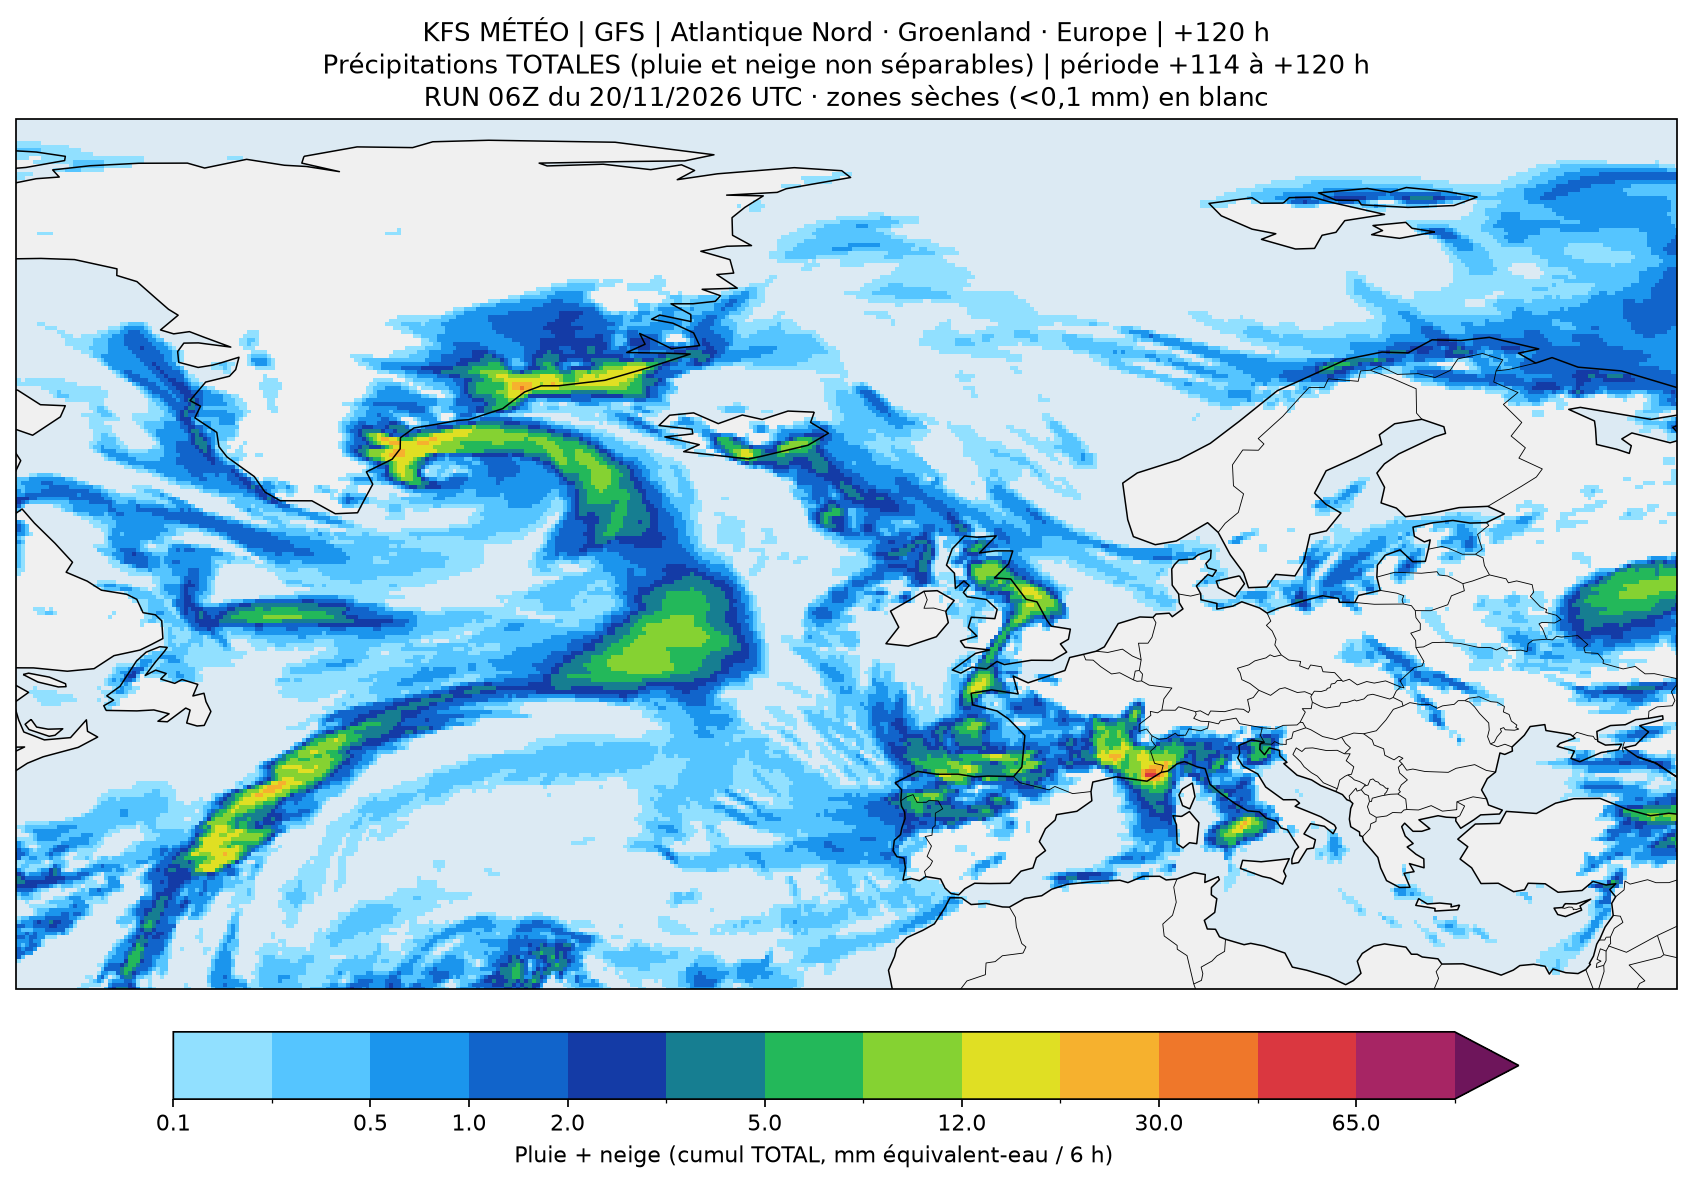 KFS MÉTÉO | GFS | Atlantique Nord · Groenland · Europe | +120 h
Précipitations TOTALES (pluie et neige non séparables) | période +114 à +120 h
RUN 06Z du 20/11/2026 UTC · zones sèches (<0,1 mm) en blanc
0.1 0.5 1.0 2.0 5.0 12.0 30.0 65.0
Pluie + neige (cumul TOTAL, mm équivalent-eau / 6 h)